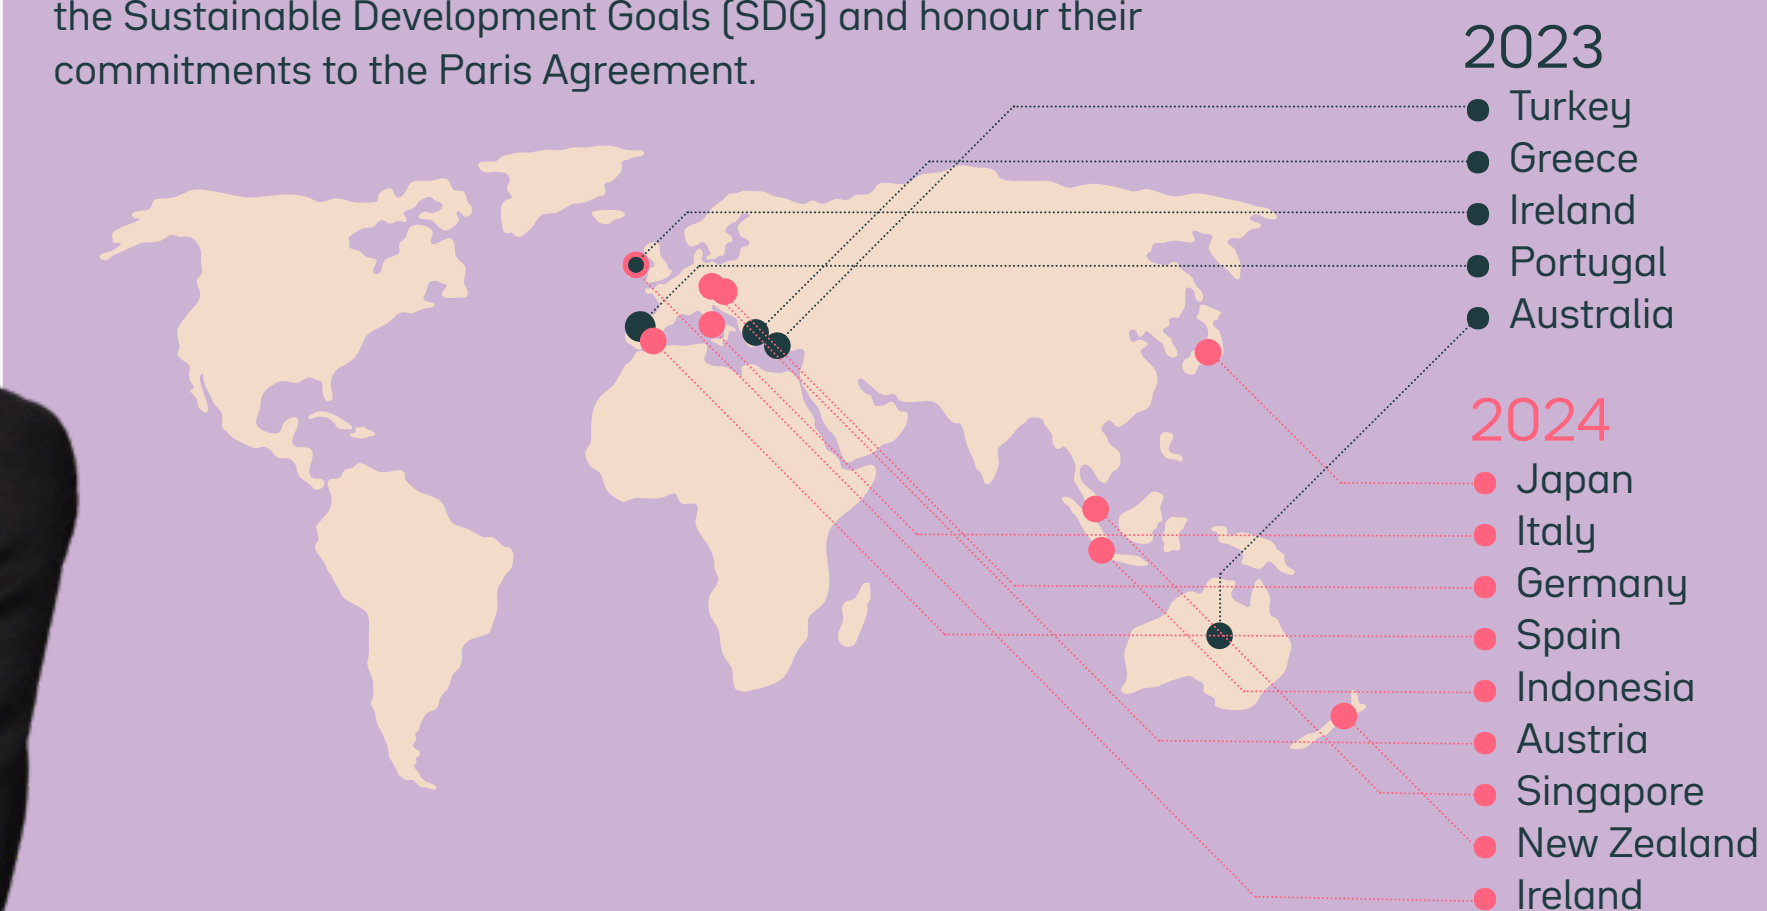 the Sustainable Development Goals (SDG) and honour their
commitments to the Paris Agreement.
2023
Turkey
Greece
Ireland
Portugal
Australia
2024
Japan
Italy
Germany
Spain
Indonesia
Austria
Singapore
New Zealand
Ireland